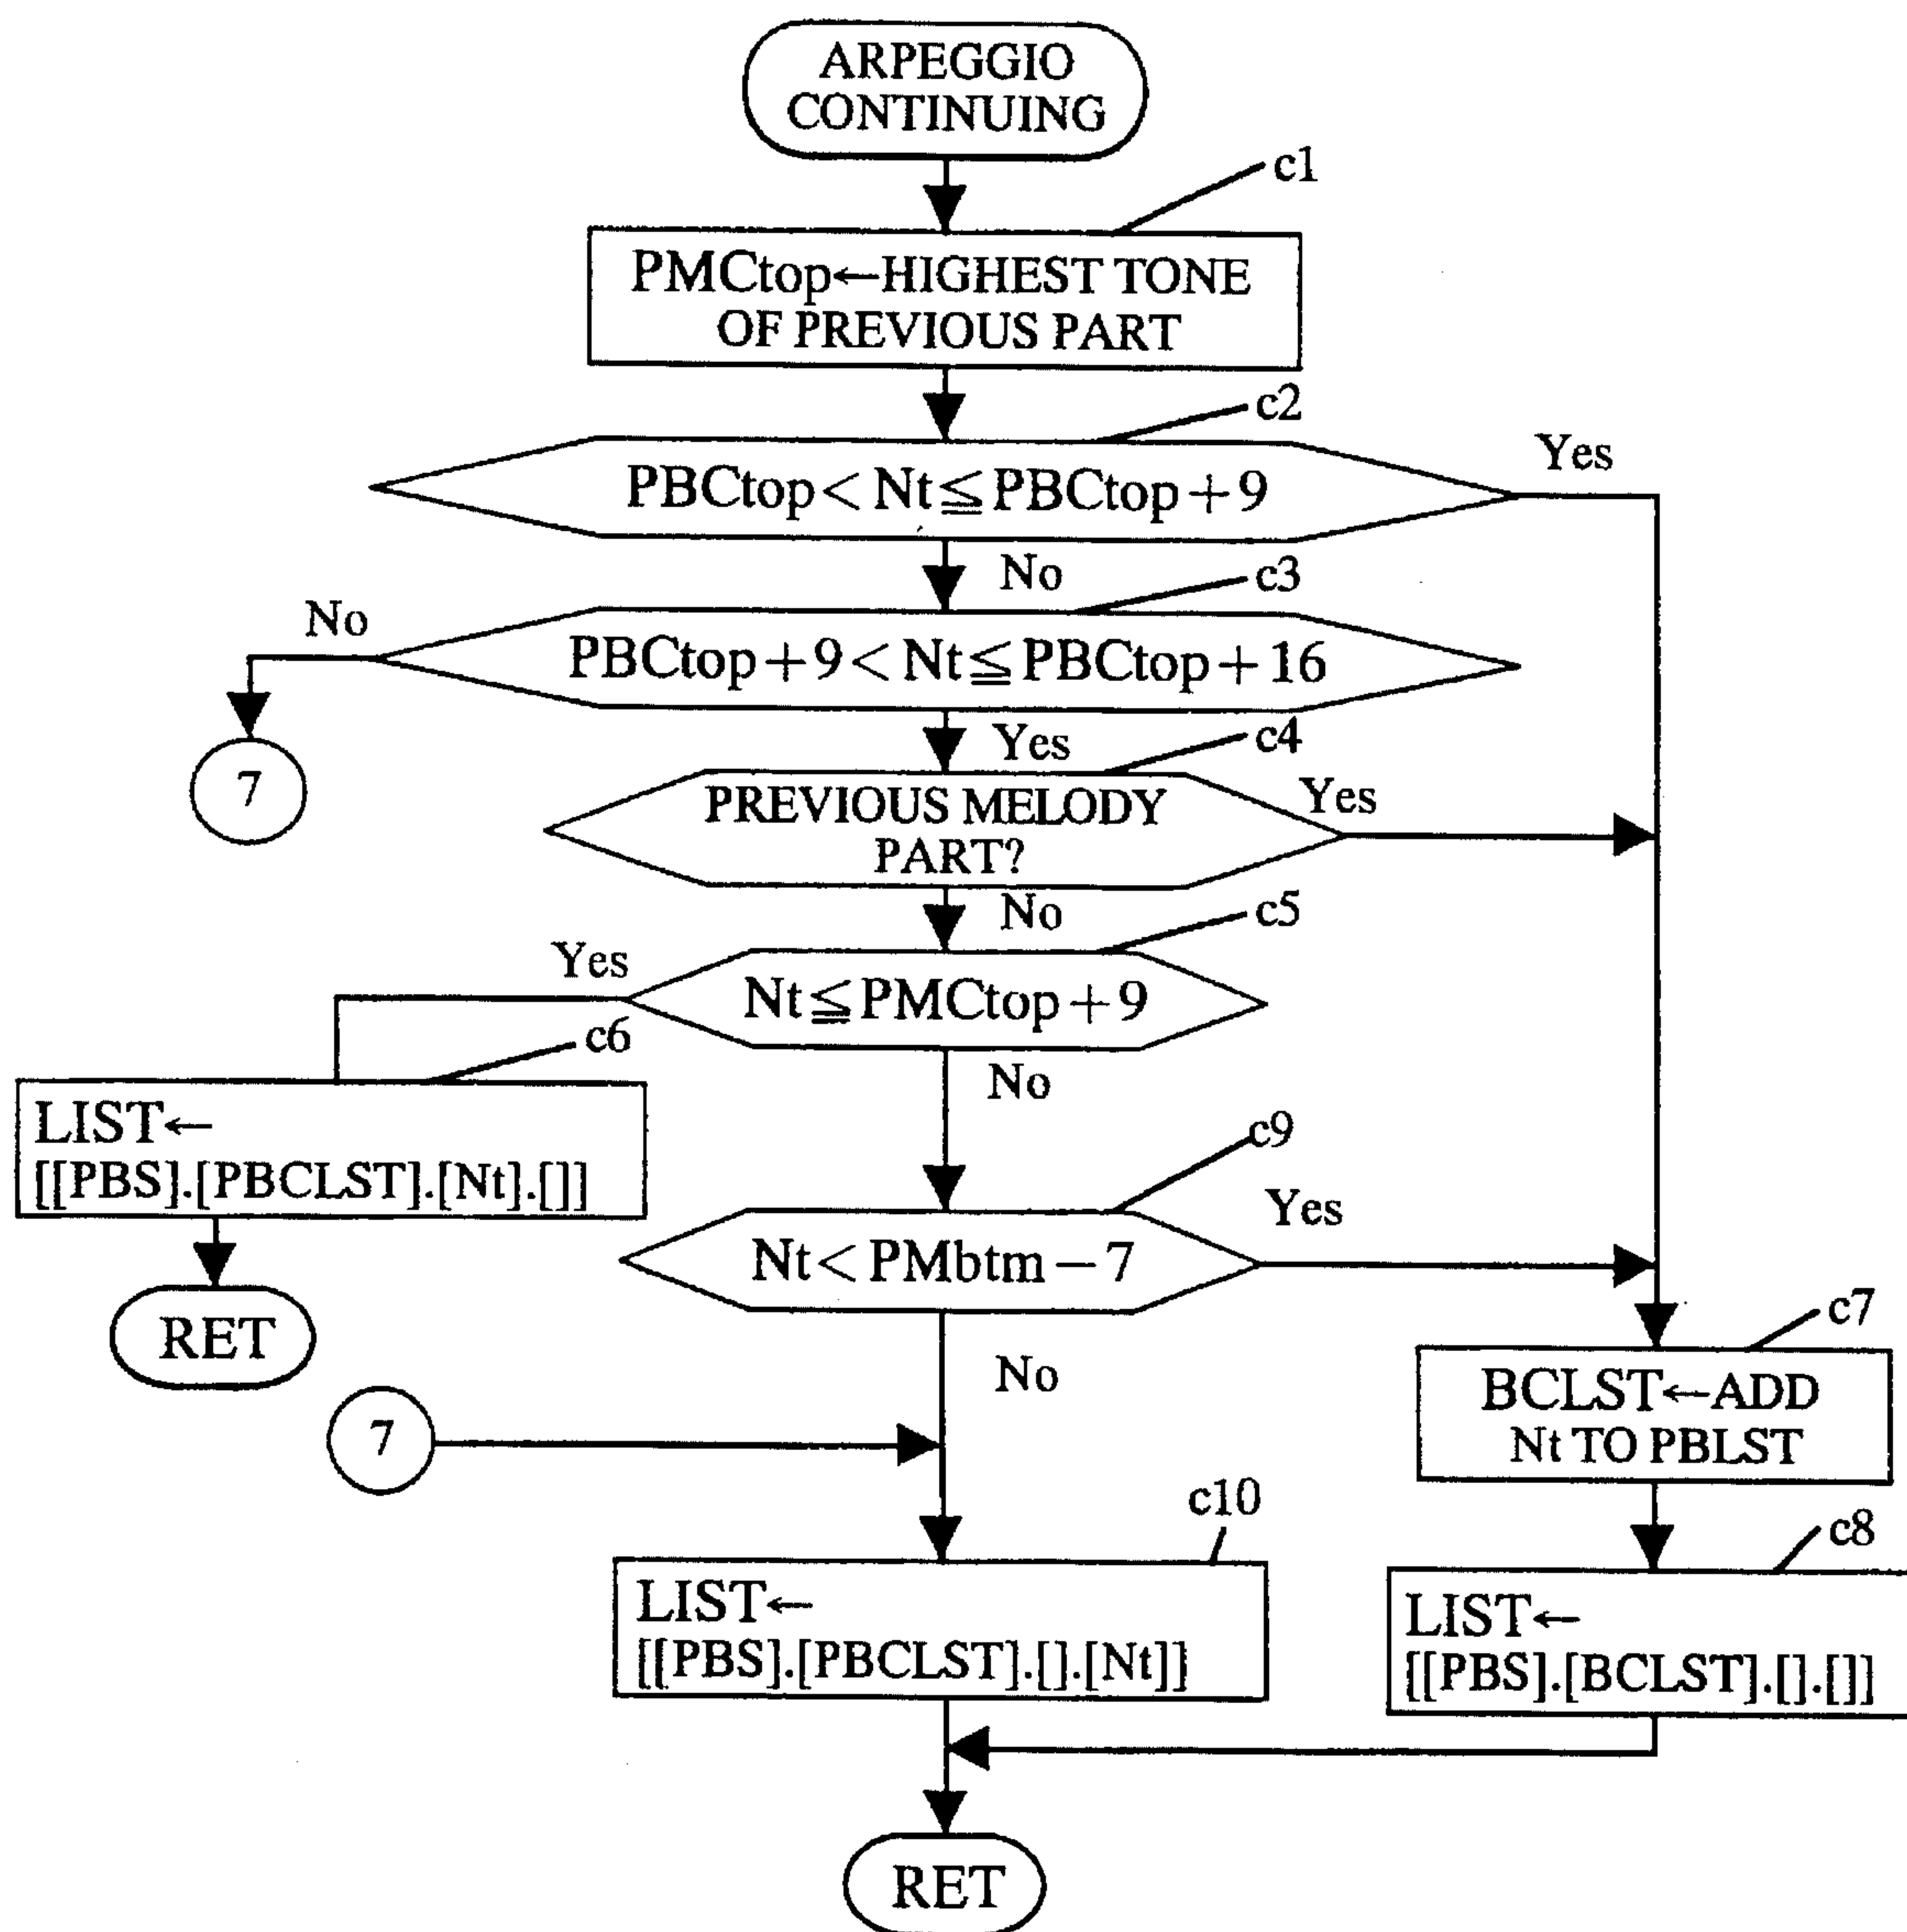 ARPEGGIO
CONTINUING
c1
PMCtop←HIGHEST TONE
OF PREVIOUS PART
c2
PBCtop<Nt≦PBCtop+9
Yes
No
c3
No
PBCtop+9<Nt≦PBCtop+16
7
Yes
c4
PREVIOUS MELODY
PART?
Yes
No
c5
Yes
Nt≦PMCtop+9
c6
No
LIST←
[[PBS].[PBCLST].[Nt].[]]
c9
Yes
Nt<PMbtm−7
RET
c7
No
BCLST←ADD
Nt TO PBLST
7
c10
c8
LIST←
[[PBS].[PBCLST].[].[Nt]]
LIST←
[[PBS].[BCLST].[].[]]
RET